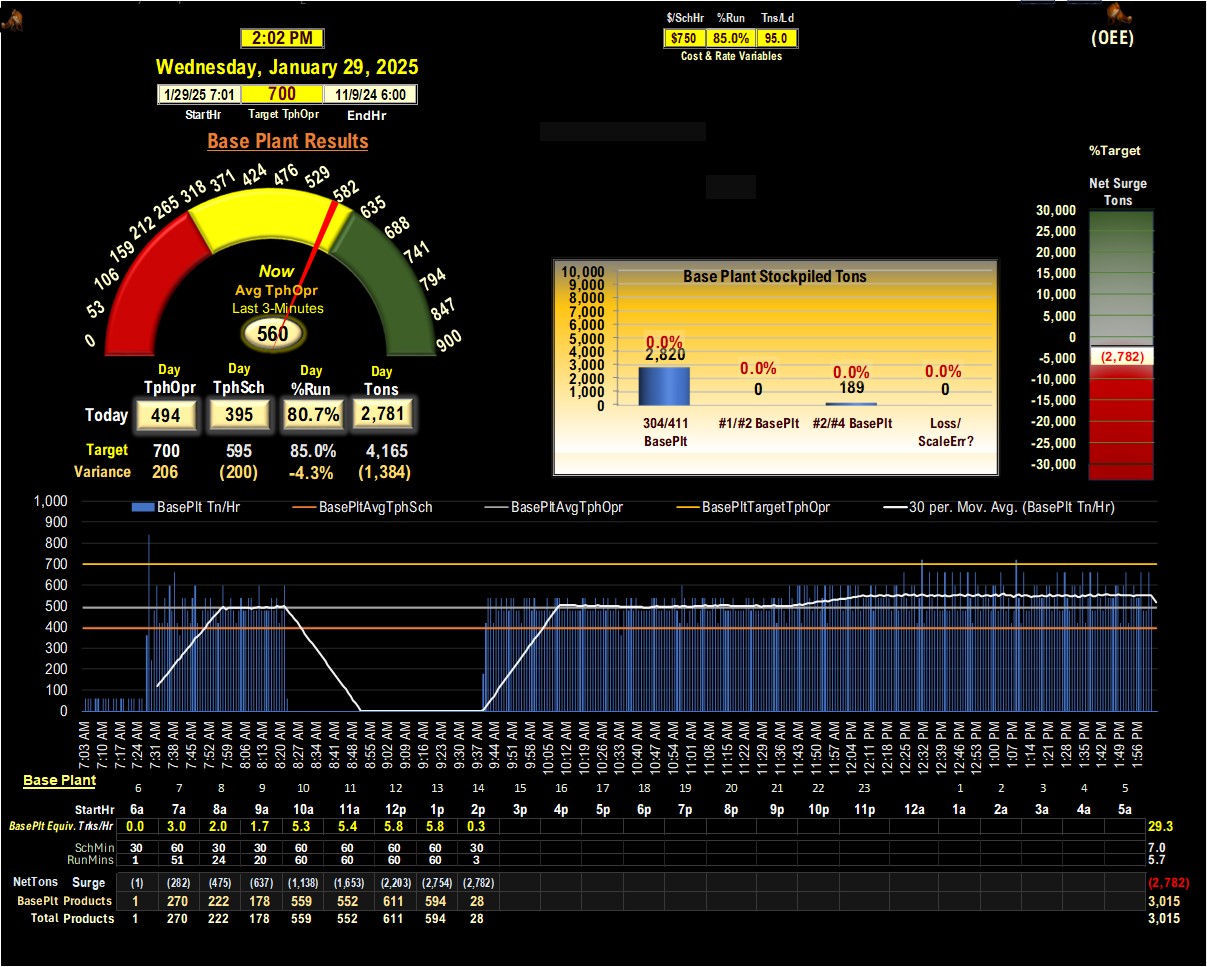 $/SchHr %Run Tns/Ld
2:02 PM $750 85.0% 95.0 (OEE)
Cost & Rate Variables
Wednesday, January 29, 2025
1/29/25 7:01 700 11/9/24 6:00
StartHr Target TphOpr EndHr
Base Plant Results
%Target
Net Surge
Tons
0 53 106 159 212 265 318 371 424 476 529 582 635 688 741 794 847 900
Now
Avg TphOpr
Last 3-Minutes
560
Day Day Day Day
TphOpr TphSch %Run Tons
Today 494 395 80.7% 2,781
Target 700 595 85.0% 4,165
Variance 206 (200) -4.3% (1,384)
Base Plant Stockpiled Tons
10,000
9,000
8,000
7,000
6,000
5,000
4,000
3,000
2,000
1,000
0
0.0% 0.0% 0.0% 0.0%
2,820 0 189 0
304/411 BasePlt
#1/#2 BasePlt
#2/#4 BasePlt
Loss/ ScaleErr?
30,000
25,000
20,000
15,000
10,000
5,000
0
-5,000
-10,000
-15,000
-20,000
-25,000
-30,000
(2,782)
BasePlt Tn/Hr BasePltAvgTphSch BasePltAvgTphOpr BasePltTargetTphOpr 30 per. Mov. Avg. (BasePlt Tn/Hr)
1,000
900
800
700
600
500
400
300
200
100
0
7:03 AM 7:10 AM 7:17 AM 7:24 AM 7:31 AM 7:38 AM 7:45 AM 7:52 AM 7:59 AM 8:06 AM 8:13 AM 8:20 AM 8:27 AM 8:34 AM 8:41 AM 8:48 AM 8:55 AM 9:02 AM 9:09 AM 9:16 AM 9:23 AM 9:30 AM 9:37 AM 9:44 AM 9:51 AM 9:58 AM 10:05 AM 10:12 AM 10:19 AM 10:26 AM 10:33 AM 10:40 AM 10:47 AM 10:54 AM 11:01 AM 11:08 AM 11:15 AM 11:22 AM 11:29 AM 11:36 AM 11:43 AM 11:50 AM 11:57 AM 12:04 PM 12:11 PM 12:18 PM 12:25 PM 12:32 PM 12:39 PM 12:46 PM 12:53 PM 1:00 PM 1:07 PM 1:14 PM 1:21 PM 1:28 PM 1:35 PM 1:42 PM 1:49 PM 1:56 PM
Base Plant
6 7 8 9 10 11 12 13 14 15 16 17 18 19 20 21 22 23 1 2 3 4 5
StartHr 6a 7a 8a 9a 10a 11a 12p 1p 2p 3p 4p 5p 6p 7p 8p 9p 10p 11p 12a 1a 2a 3a 4a 5a
BasePlt Equiv. Trks/Hr 0.0 3.0 2.0 1.7 5.3 5.4 5.8 5.8 0.3 29.3
SchMin 30 60 30 30 60 60 60 60 30 7.0
RunMins 1 51 24 20 60 60 60 60 3 5.7
NetTons Surge (1) (282) (475) (637) (1,138) (1,653) (2,203) (2,754) (2,782) (2,782)
BasePlt Products 1 270 222 178 559 552 611 594 28 3,015
Total Products 1 270 222 178 559 552 611 594 28 3,015